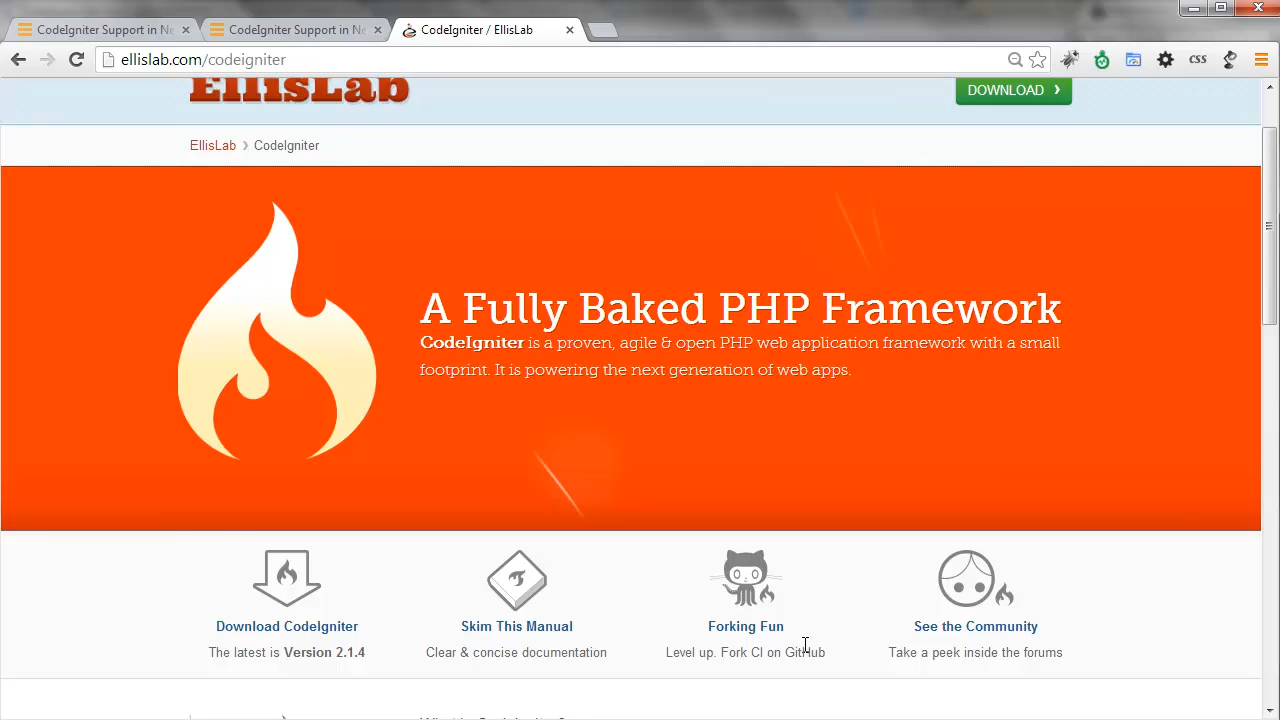 CodeIgniter Support in Ne
CodeIgniter Support in Ne
CodeIgniter / EllisLab
ellislab.com/codeigniter
CSS
EllisLab
DOWNLOAD ›
EllisLab › CodeIgniter
A Fully Baked PHP Framework
CodeIgniter is a proven, agile & open PHP web application framework with a small
footprint. It is powering the next generation of web apps.
Download CodeIgniter
The latest is Version 2.1.4
Skim This Manual
Clear & concise documentation
Forking Fun
Level up. Fork CI on GitHub
See the Community
Take a peek inside the forums